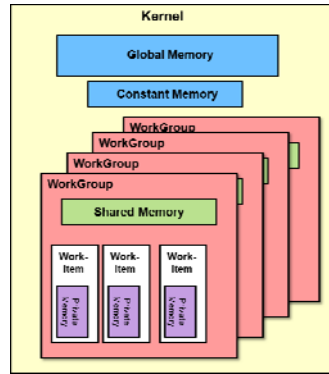 Kernel
Global Memory
Constant Memory
WorkGroup
WorkGroup
WorkGroup
WorkGroup
Shared Memory
Work-
Item
Private
Memory
Work-
Item
Private
Memory
Work-
Item
Private
Memory